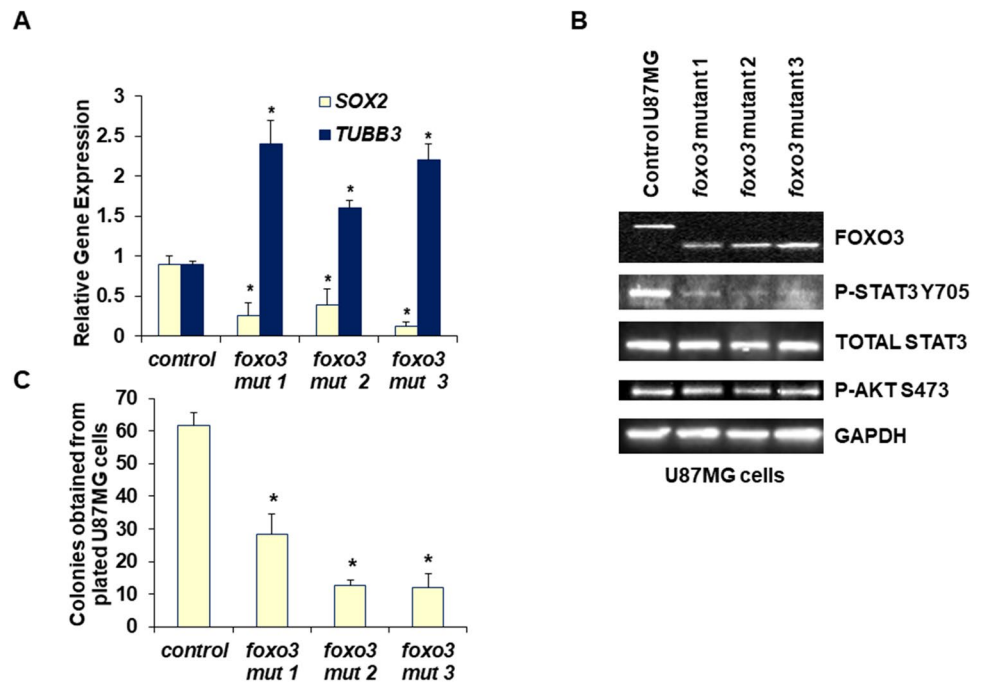 A
3
2.5
2
1.5
1
0.5
0
Relative Gene Expression
SOX2
TUBB3
*
*
*
*
*
*
control
foxo3 mut 1
foxo3 mut 2
foxo3 mut 3
B
Control U87MG
foxo3 mutant 1
foxo3 mutant 2
foxo3 mutant 3
FOXO3
P-STAT3 Y705
TOTAL STAT3
P-AKT S473
GAPDH
U87MG cells
C
70
60
50
40
30
20
10
0
Colonies obtained from
plated U87MG cells
*
*
*
control
foxo3 mut 1
foxo3 mut 2
foxo3 mut 3